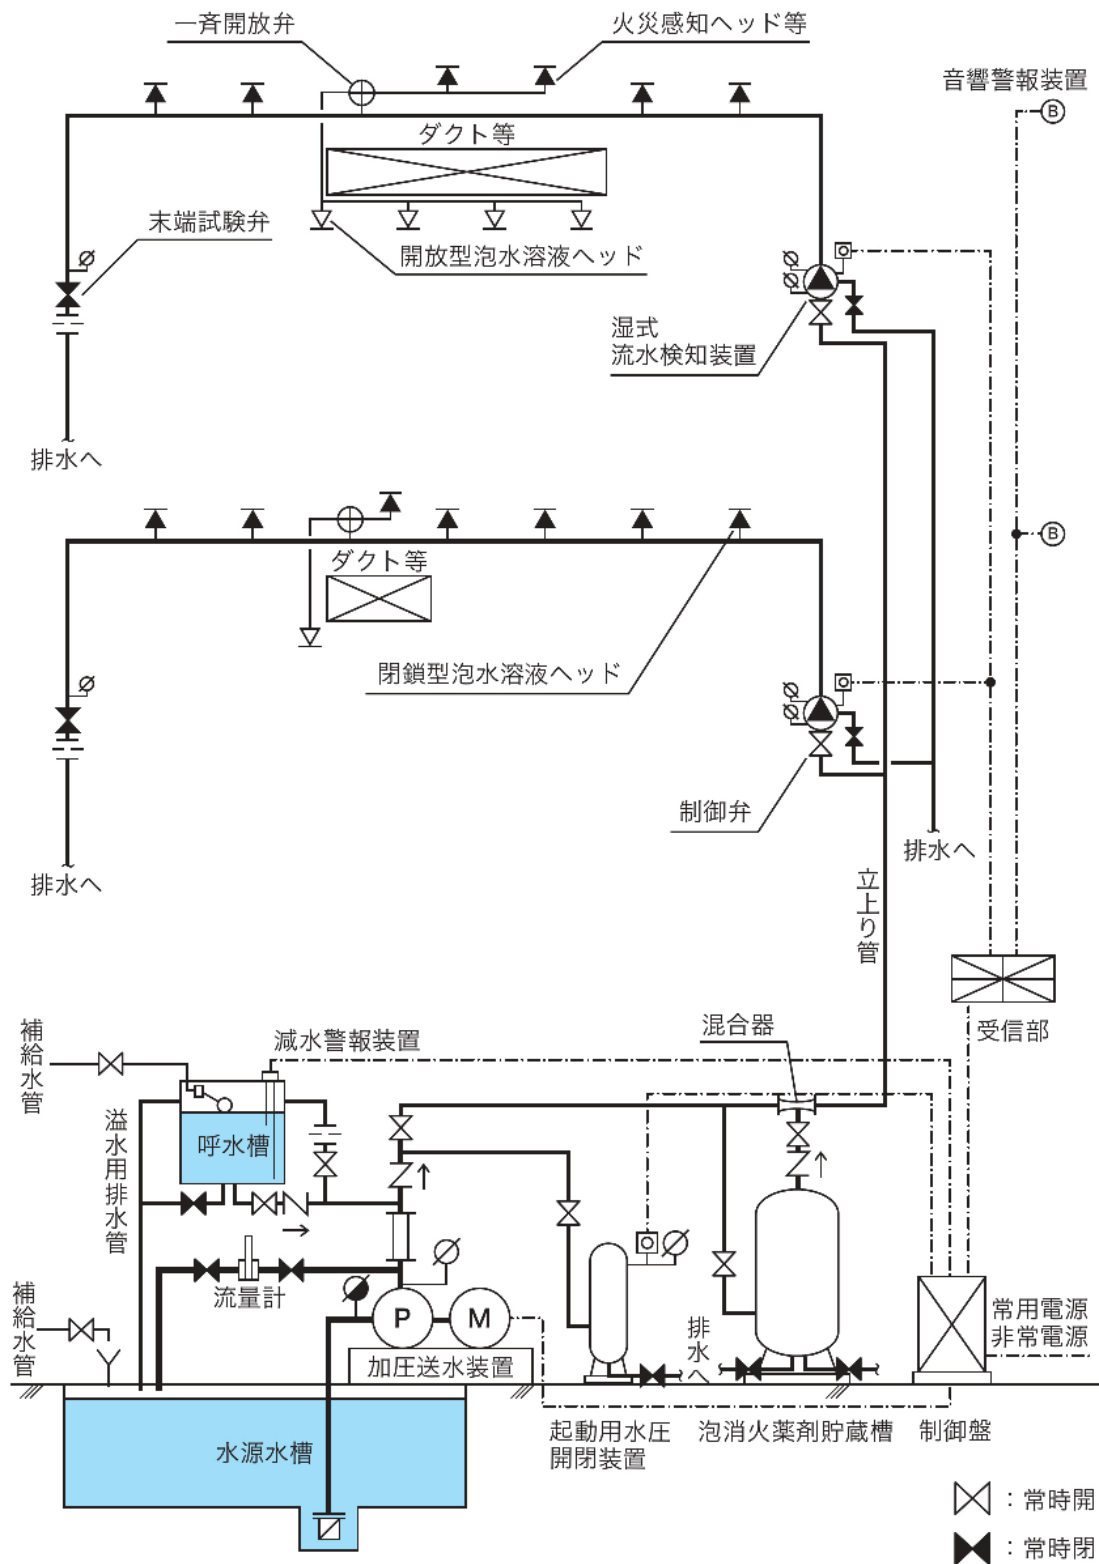 一斉開放弁
火災感知ヘッド等
音響警報装置
B
ダクト等
末端試験弁
開放型泡水溶液ヘッド
湿式
流水検知装置
排水へ
B
ダクト等
閉鎖型泡水溶液ヘッド
制御弁
排水へ
排水へ
立上り管
受信部
混合器
減水警報装置
補給水管
呼水槽
溢水用排水管
流量計
補給水管
P
M
加圧送水装置
排水へ
常用電源
非常電源
起動用水圧
開閉装置
泡消火薬剤貯蔵槽
制御盤
水源水槽
：常時開
：常時閉